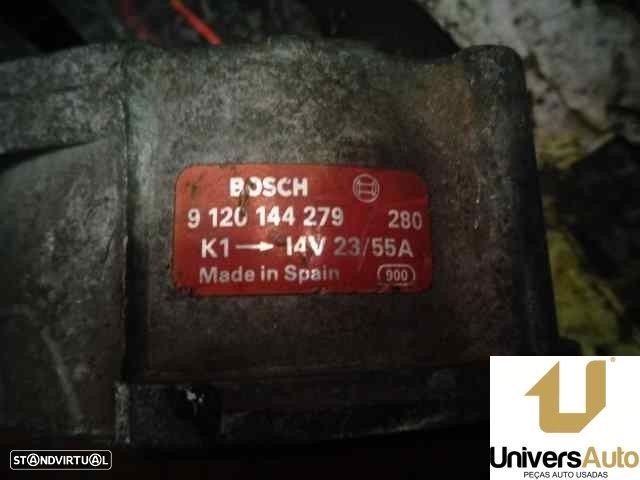 BOSCH
9 120 144 279 280
K1→ 14V 23/55A
Made in Spain 900
UniversAuto
PEÇAS AUTO USADAS
STANDVIRTUAL